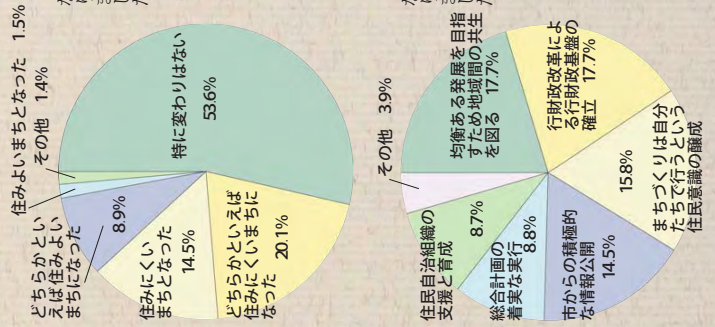 住みよいまちとなった 1.5%
その他 1.4%
どちらかとい
えば住みよい
まちになった
8.9%
住みにくい
まちとなった
14.5%
どちらかといえば
住みにくいまちに
なった
20.1%
特に変わりはない
53.6%
その他 3.9%
均衡ある発展を目指
すため地域間の共生
を図る 17.7%
行財政改革によ
る行財政基盤の
確立 17.7%
15.8%
まちづくりは自分
たちで行うという
住民意識の醸成
市からの積極的
な情報公開
14.5%
総合計画の
着実な実行
8.8%
住民自治組織の
支援と育成
8.7%